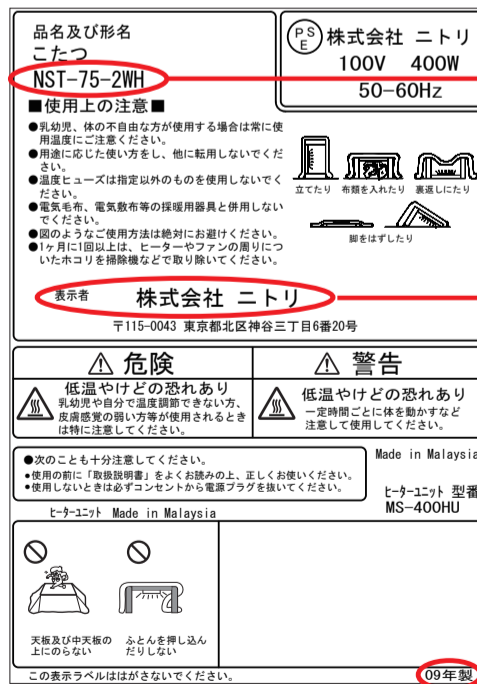 品名及び形名
こたつ
NST-75-2WH
PSE 株式会社 ニトリ
100V 400W
50-60Hz
■使用上の注意■
●乳幼児、体の不自由な方が使用する場合は常に使
用温度にご注意ください。
●用途に応じた使い方をし、他に転用しないでくだ
さい。
●温度ヒューズは指定以外のものを使用しないでく
ださい。
●電気毛布、電気敷布等の採暖用器具と併用しない
でください。
●図のようなご使用方法は絶対にお避けください。
●1ヶ月に1回以上は、ヒーターやファンの周りにつ
いたホコリを掃除機などで取り除いてください。
立てたり 布類を入れたり 裏返しにたり
脚をはずしたり
表示者 株式会社 ニトリ
〒115-0043 東京都北区神谷三丁目6番20号
危険
低温やけどの恐れあり
乳幼児や自分で温度調節できない方、
皮膚感覚の弱い方等が使用されるとき
は特に注意してください。
警告
低温やけどの恐れあり
一定時間ごとに体を動かすなど
注意して使用してください。
●次のことも十分注意してください。
●使用の前に「取扱説明書」をよくお読みの上、正しくお使いください。
●使用しないときは必ずコンセントから電源プラグを抜いてください。
Made in Malaysia
ヒーターユニット 型番
MS-400HU
ヒーターユニット Made in Malaysia
天板及び中天板の
上にのらない
ふとんを押し込ん
だりしない
この表示ラベルははがさないでください。
09年製